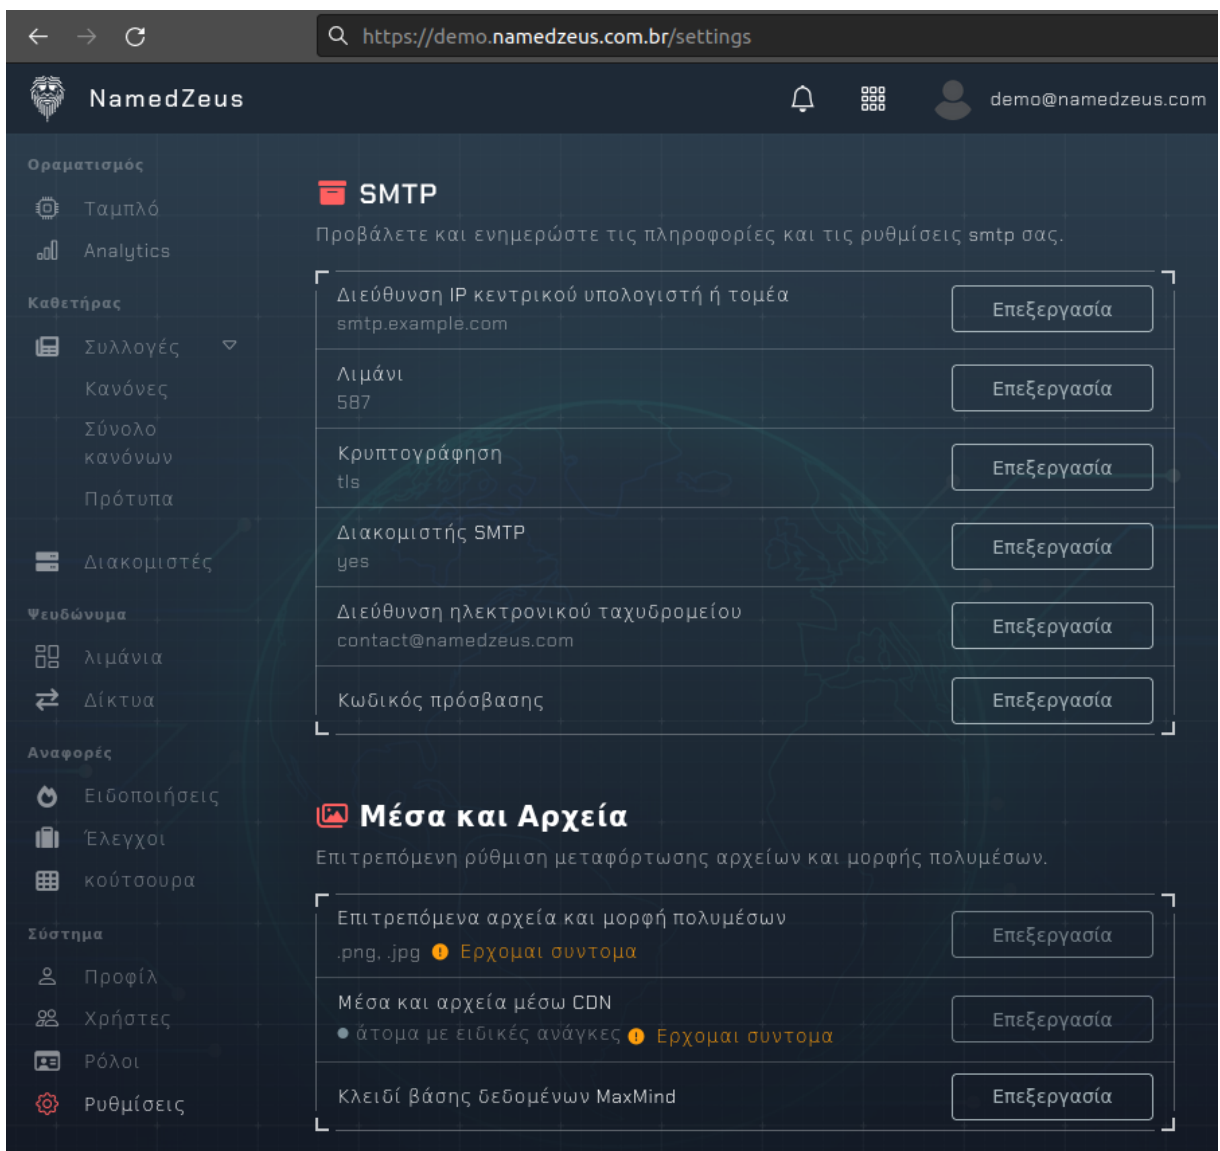 https://demo.namedzeus.com.br/settings
NamedZeus
demo@namedzeus.com
Οραματισμός
Ταμπλό
Analytics
Καθετήρας
Συλλογές
Κανόνες
Σύνολο
κανόνων
Πρότυπα
Διακομιστές
Ψευδώνυμα
λιμάνια
Δίκτυα
Αναφορές
Ειδοποιήσεις
Έλεγχοι
κούτσουρα
Σύστημα
Προφίλ
Χρήστες
Ρόλοι
Ρυθμίσεις
SMTP
Προβάλετε και ενημερώστε τις πληροφορίες και τις ρυθμίσεις smtp σας.
Διεύθυνση IP κεντρικού υπολογιστή ή τομέα
smtp.example.com
Επεξεργασία
Λιμάνι
587
Επεξεργασία
Κρυπτογράφηση
tls
Επεξεργασία
Διακομιστής SMTP
yes
Επεξεργασία
Διεύθυνση ηλεκτρονικού ταχυδρομείου
contact@namedzeus.com
Επεξεργασία
Κωδικός πρόσβασης
Επεξεργασία
Μέσα και Αρχεία
Επιτρεπόμενη ρύθμιση μεταφόρτωσης αρχείων και μορφής πολυμέσων.
Επιτρεπόμενα αρχεία και μορφή πολυμέσων
.png, .jpg Ερχομαι συντομα
Επεξεργασία
Μέσα και αρχεία μέσω CDN
άτομα με ειδικές ανάγκες Ερχομαι συντομα
Επεξεργασία
Κλειδί βάσης δεδομένων MaxMind
Επεξεργασία